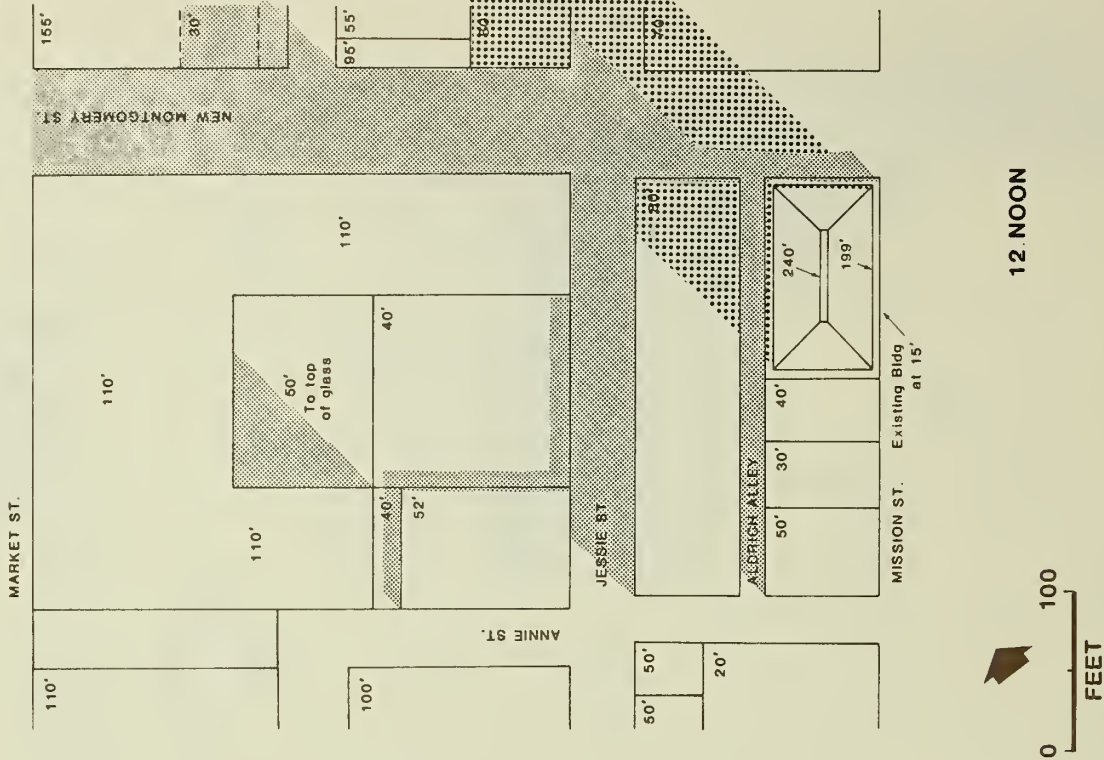 MARKET ST.
155'
30'
55'
95'
80'
70'
NEW MONTGOMERY ST.
110'
110'
110'
110'
50'
To top
of glass
40'
40'
52'
100'
ANNIE ST.
JESSIE ST.
80'
50'
50'
20'
ALDRICH ALLEY
50'
30'
40'
240'
199'
MISSION ST.
Existing Bldg
at 15'
12 NOON
0
100
FEET